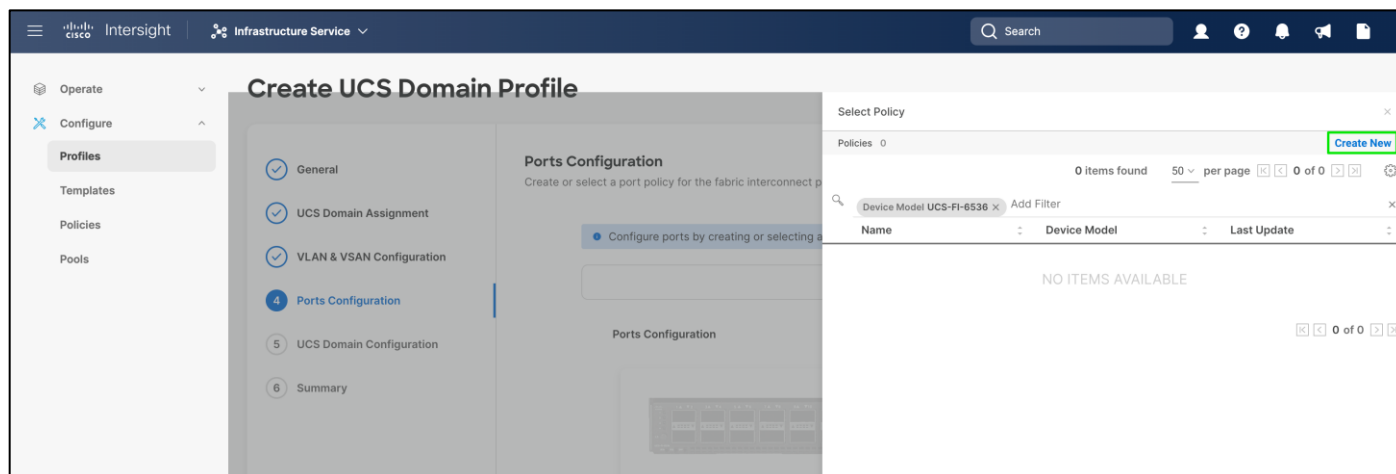 cisco Intersight Infrastructure Service Search
Operate
Configure
Profiles
Templates
Policies
Pools
Create UCS Domain Profile
General
UCS Domain Assignment
VLAN & VSAN Configuration
4 Ports Configuration
5 UCS Domain Configuration
6 Summary
Ports Configuration
Create or select a port policy for the fabric interconnect p
Configure ports by creating or selecting a
Ports Configuration
Select Policy
Policies 0 Create New
0 items found 50 per page 0 of 0
Device Model UCS-FI-6536 × Add Filter
Name Device Model Last Update
NO ITEMS AVAILABLE
0 of 0